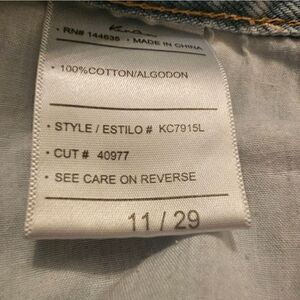 • RN# 144635 • MADE IN CHINA
• 100%COTTON/ALGODON
• STYLE / ESTILO # KC7915L
• CUT # 40977
• SEE CARE ON REVERSE
11 / 29